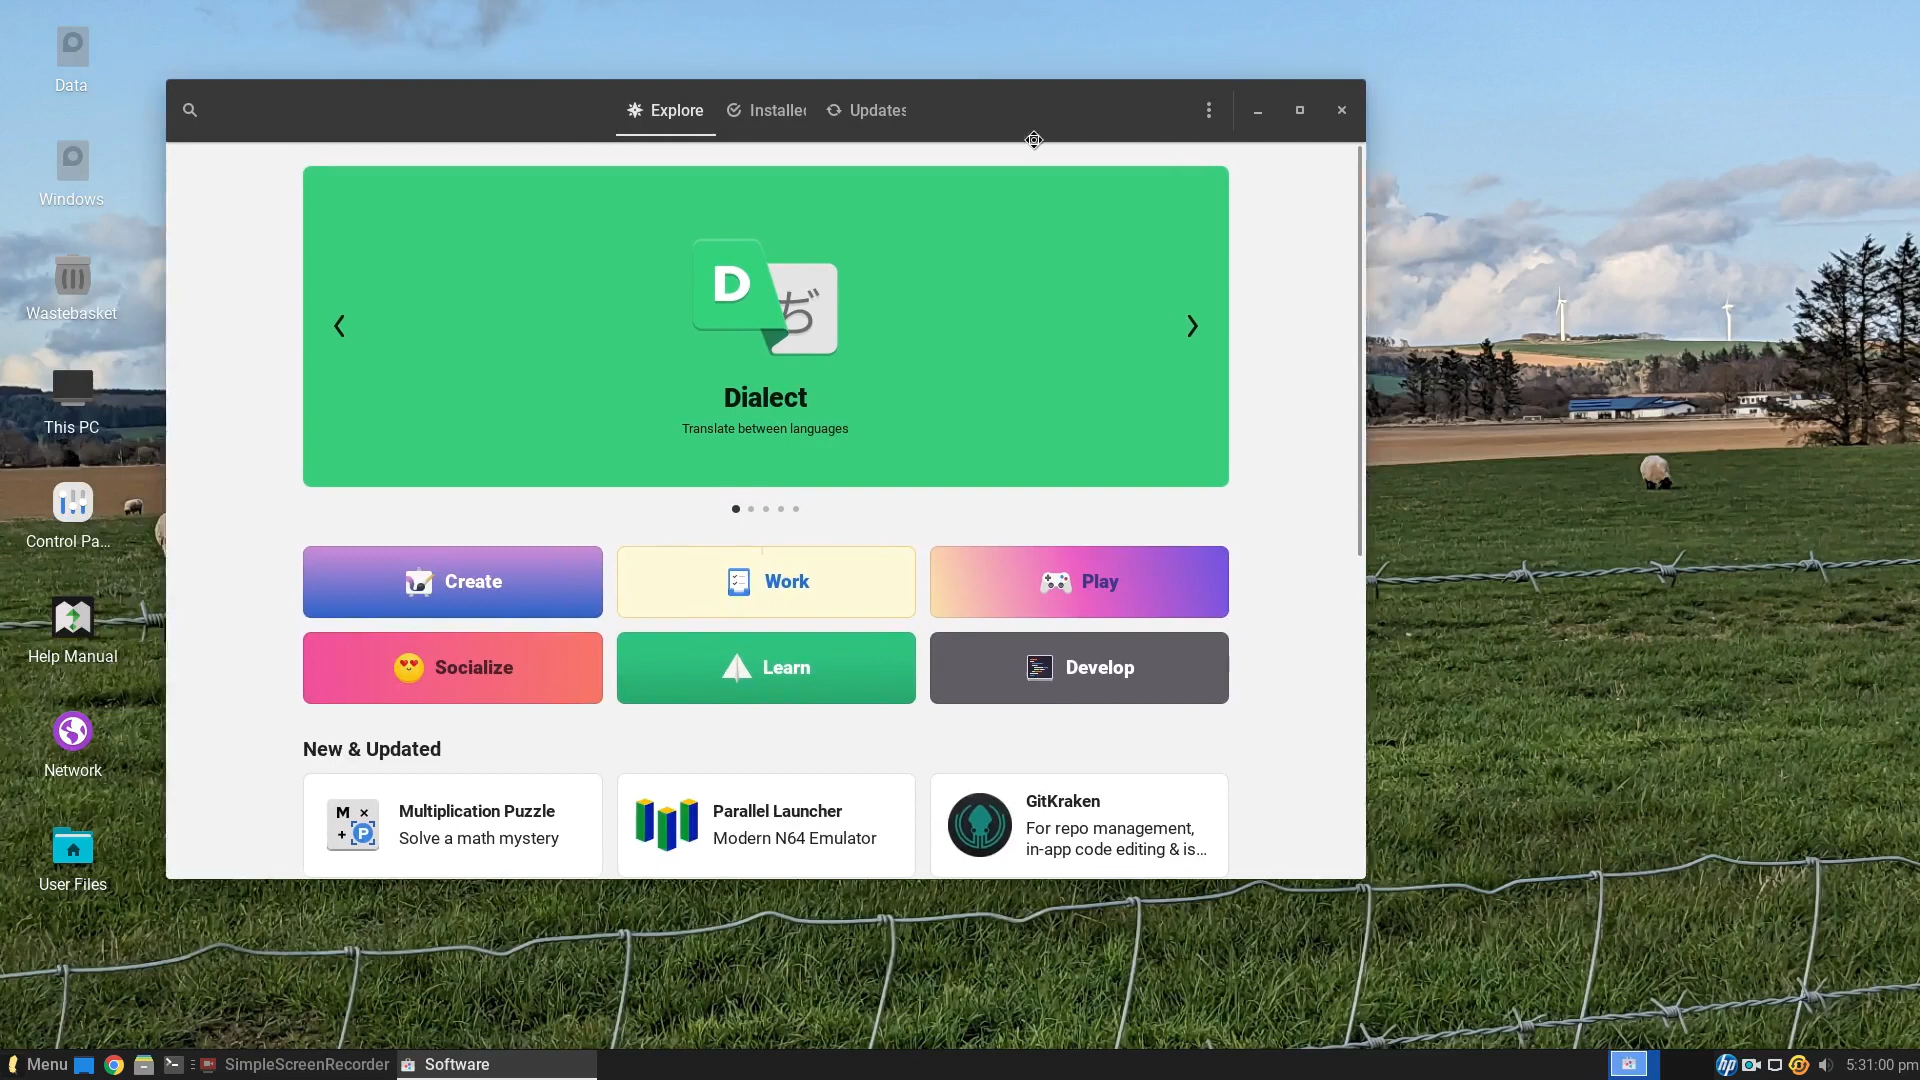 Data
Windows
Wastebasket
This PC
Control Pa...
Help Manual
Network
User Files
Explore
Installed
Updates
D
ぢ
Dialect
Translate between languages
Create
Work
Play
Socialize
Learn
Develop
New & Updated
M ×
+ P
Multiplication Puzzle
Solve a math mystery
Parallel Launcher
Modern N64 Emulator
GitKraken
For repo management,
in-app code editing & is...
Menu
SimpleScreenRecorder
Software
hp
5:31:00 pm